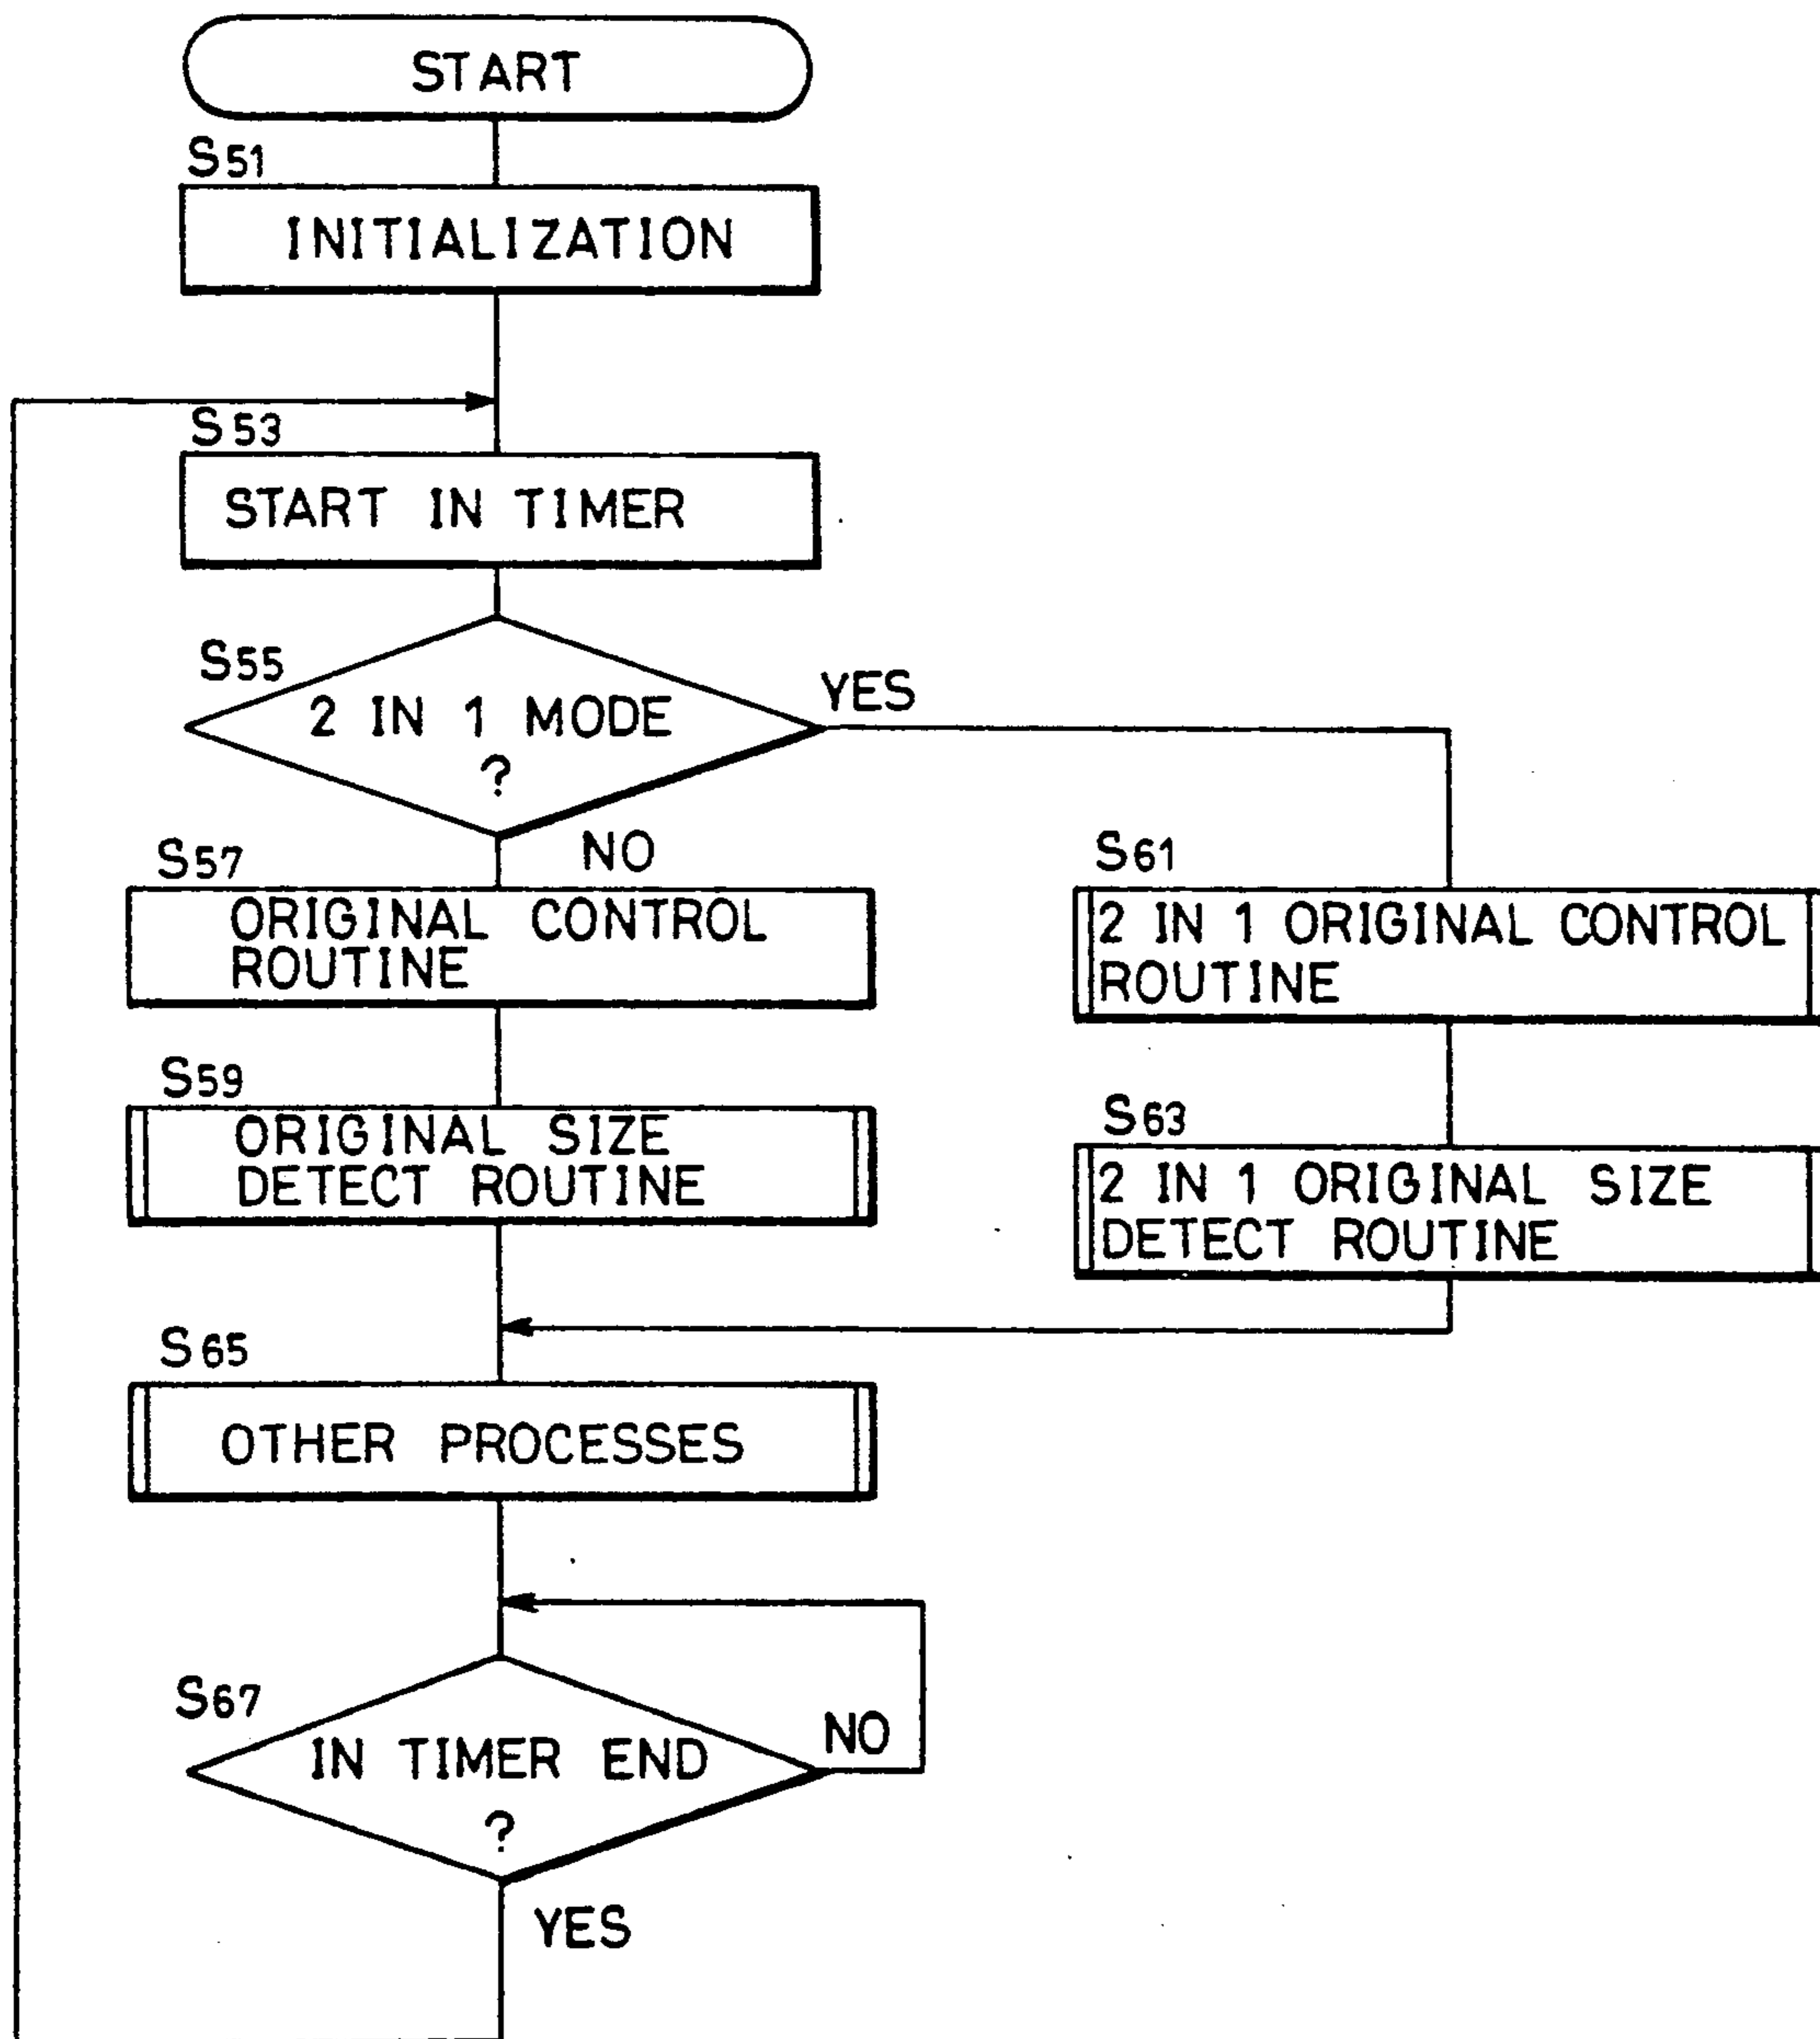 START
S51
INITIALIZATION
S53
START IN TIMER
S55
2 IN 1 MODE
?
YES
NO
S57
ORIGINAL CONTROL
ROUTINE
S61
2 IN 1 ORIGINAL CONTROL
ROUTINE
S59
ORIGINAL SIZE
DETECT ROUTINE
S63
2 IN 1 ORIGINAL SIZE
DETECT ROUTINE
S65
OTHER PROCESSES
S67
IN TIMER END
?
NO
YES